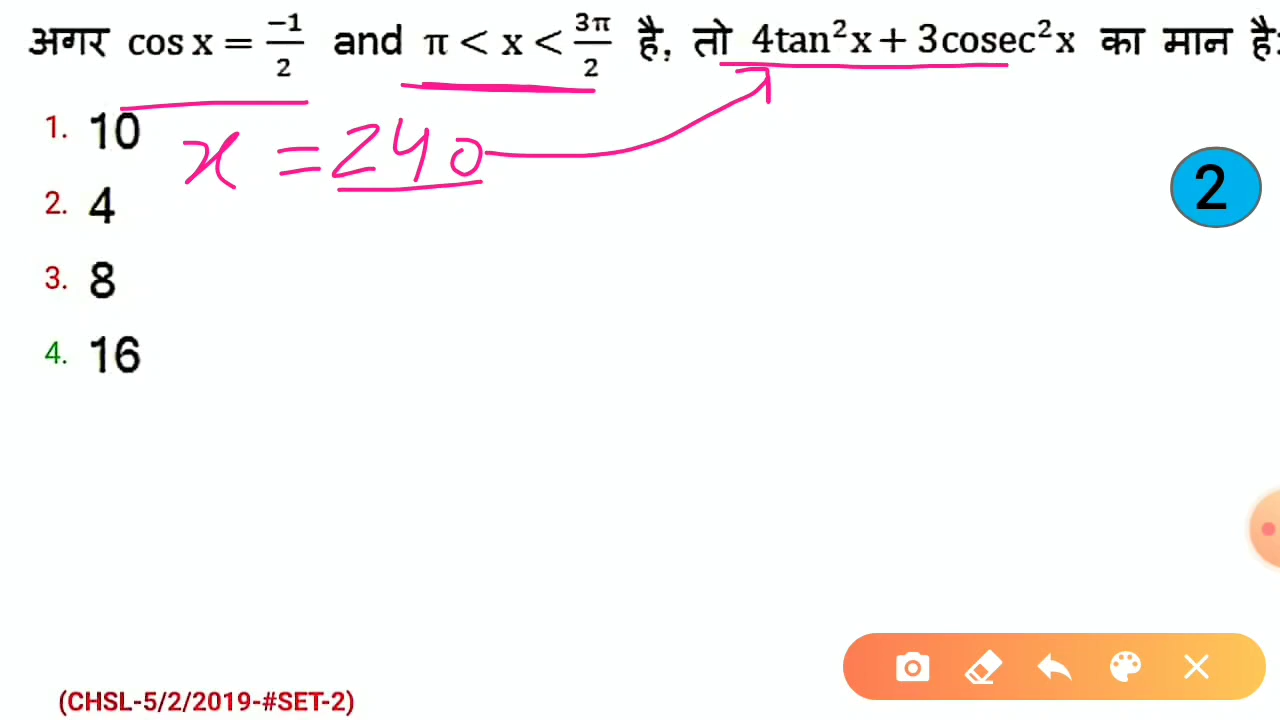 अगर cos x = -1/2 and π < x < 3π/2 है, तो 4tan²x + 3cosec²x का मान है:
1. 10
x = 240
2. 4
2
3. 8
4. 16
(CHSL-5/2/2019-#SET-2)